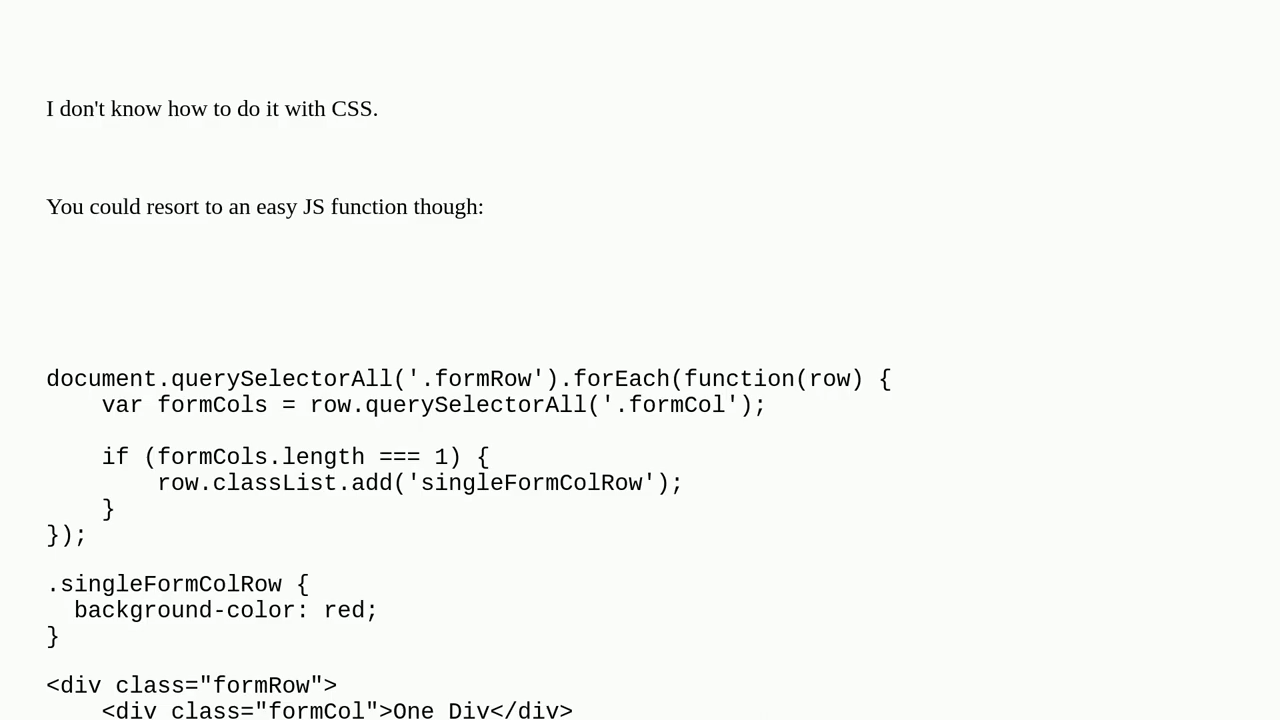 I don't know how to do it with CSS.
You could resort to an easy JS function though:
document.querySelectorAll('.formRow').forEach(function(row) {
    var formCols = row.querySelectorAll('.formCol');
    if (formCols.length === 1) {
        row.classList.add('singleFormColRow');
    }
});
.singleFormColRow {
  background-color: red;
}
<div class="formRow">
    <div class="formCol">One Div</div>